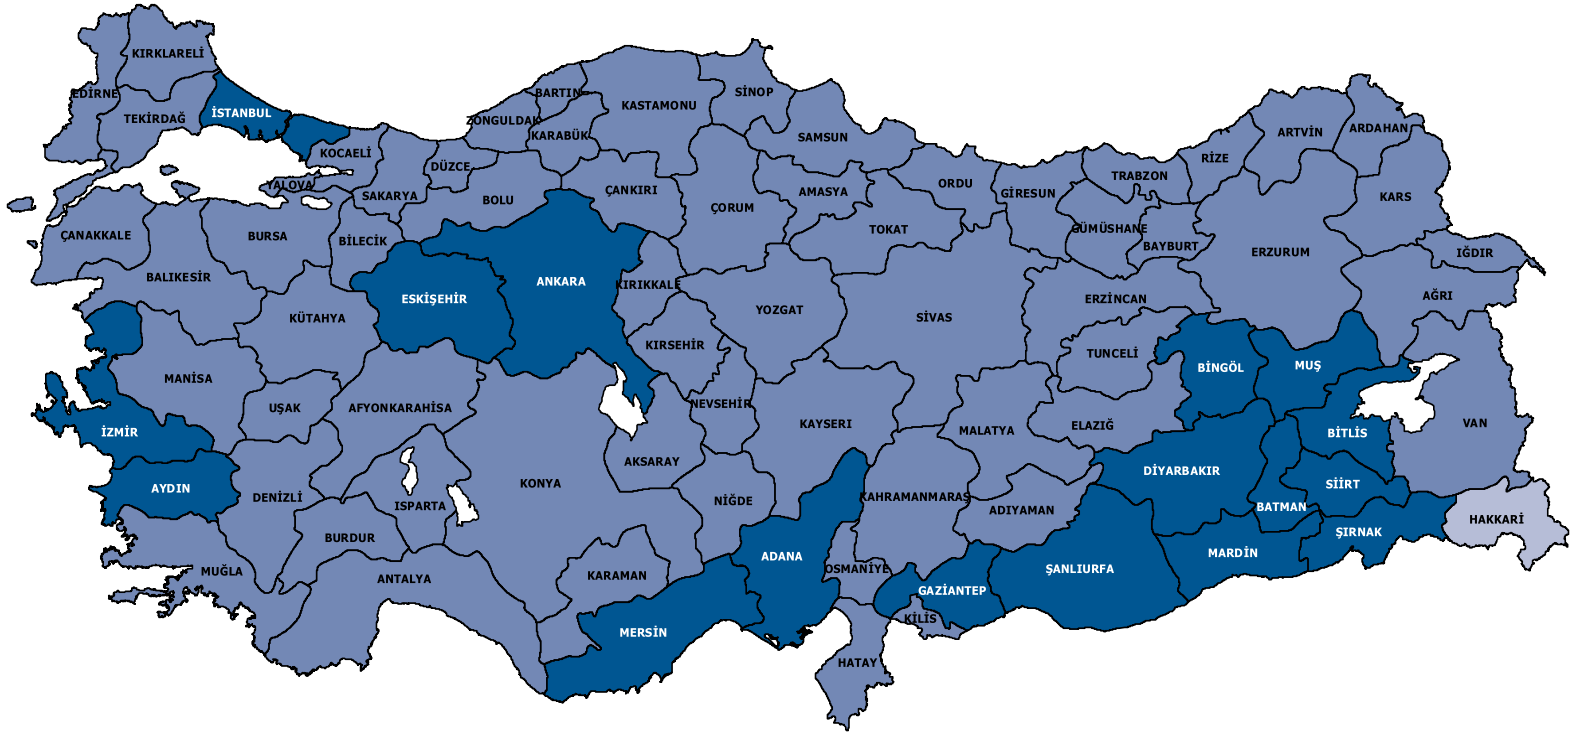 KIRKLARELİ
EDİRNE
TEKİRDAĞ
İSTANBUL
KOCAELİ
YALOVA
SAKARYA
DÜZCE
ZONGULDAK
BARTIN
KARABÜK
KASTAMONU
SİNOP
SAMSUN
ÇANKIRI
BOLU
ÇORUM
AMASYA
TOKAT
ORDU
GİRESUN
TRABZON
RİZE
ARTVİN
ARDAHAN
KARS
GÜMÜSHANE
BAYBURT
ERZURUM
IĞDIR
AĞRI
ÇANAKKALE
BALIKESİR
BURSA
BİLECİK
KÜTAHYA
ESKİŞEHİR
ANKARA
KIRIKKALE
KIRSEHİR
YOZGAT
SİVAS
ERZİNCAN
TUNCELİ
BİNGÖL
MUŞ
BİTLİS
VAN
MANİSA
UŞAK
AFYONKARAHİSA
İZMİR
AYDIN
DENİZLİ
ISPARTA
BURDUR
MUĞLA
ANTALYA
KONYA
AKSARAY
NEVSEHİR
KAYSERI
NİĞDE
KARAMAN
MERSİN
ADANA
OSMANİYE
KAHRAMANMARAŞ
MALATYA
ELAZIĞ
ADIYAMAN
DİYARBAKIR
BATMAN
SİİRT
ŞIRNAK
HAKKARİ
MARDİN
ŞANLIURFA
GAZİANTEP
KİLİS
HATAY